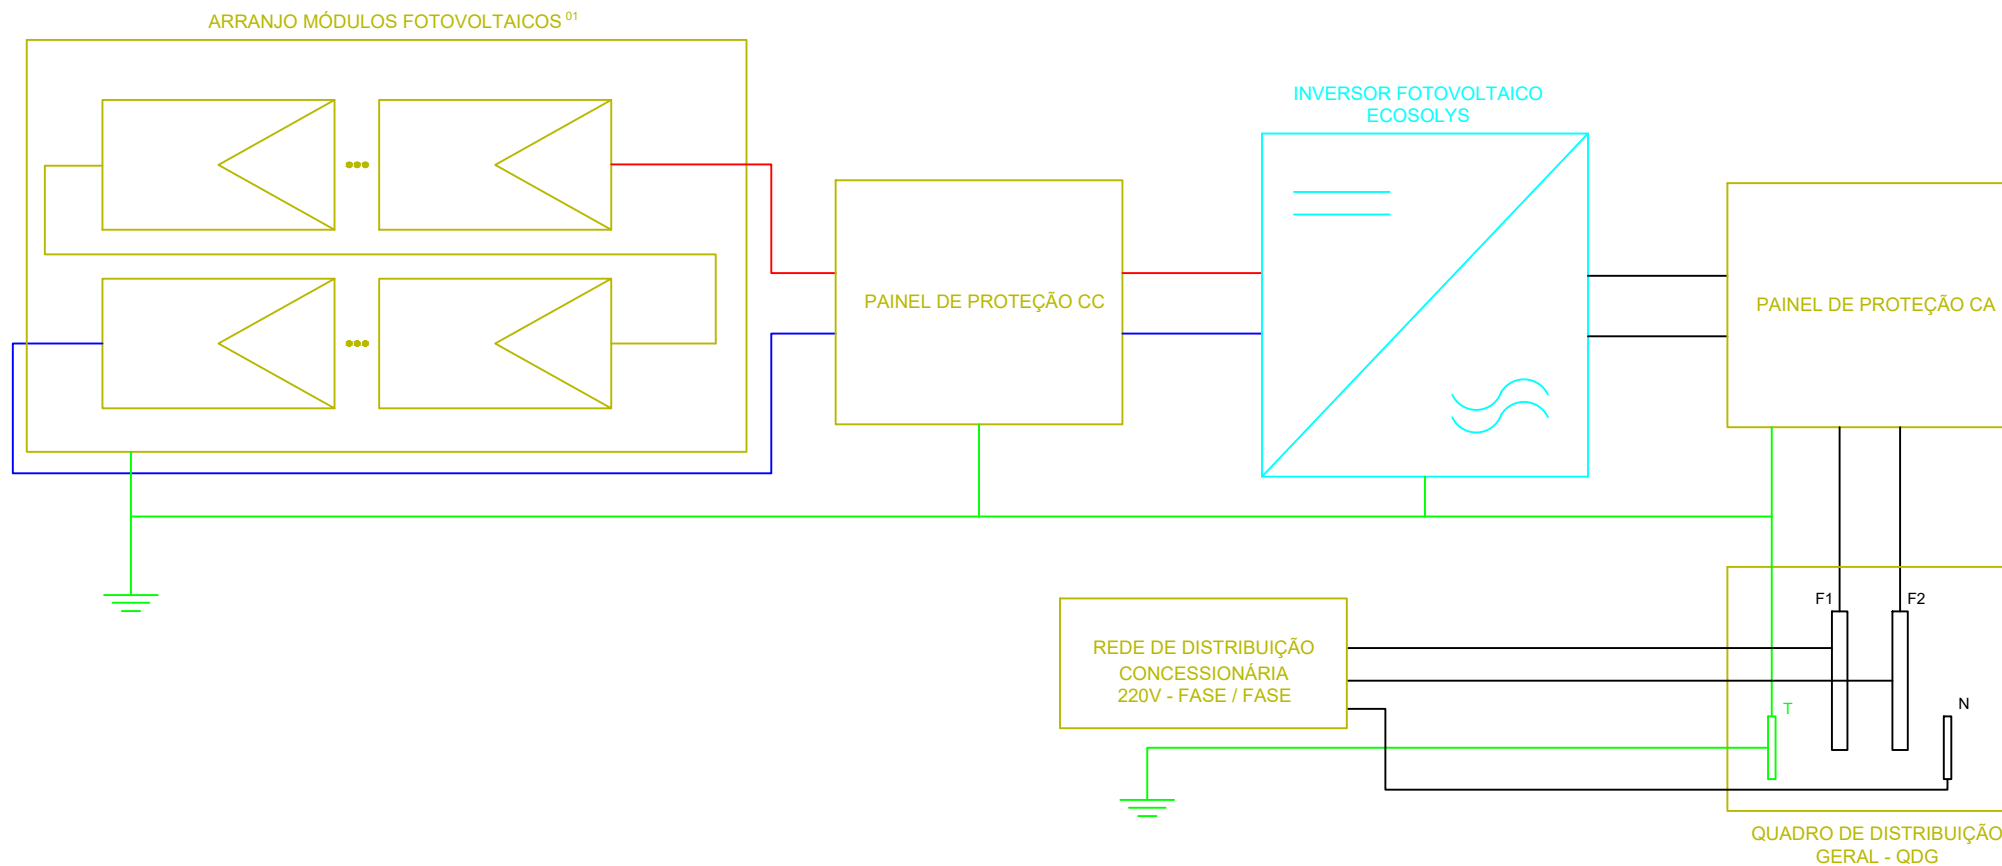 ARRANJO MÓDULOS FOTOVOLTAICOS 01
INVERSOR FOTOVOLTAICO
ECOSOLYS
PAINEL DE PROTEÇÃO CC
PAINEL DE PROTEÇÃO CA
F1
F2
REDE DE DISTRIBUIÇÃO
CONCESSIONÁRIA
220V - FASE / FASE
T
N
QUADRO DE DISTRIBUIÇÃO
GERAL - QDG